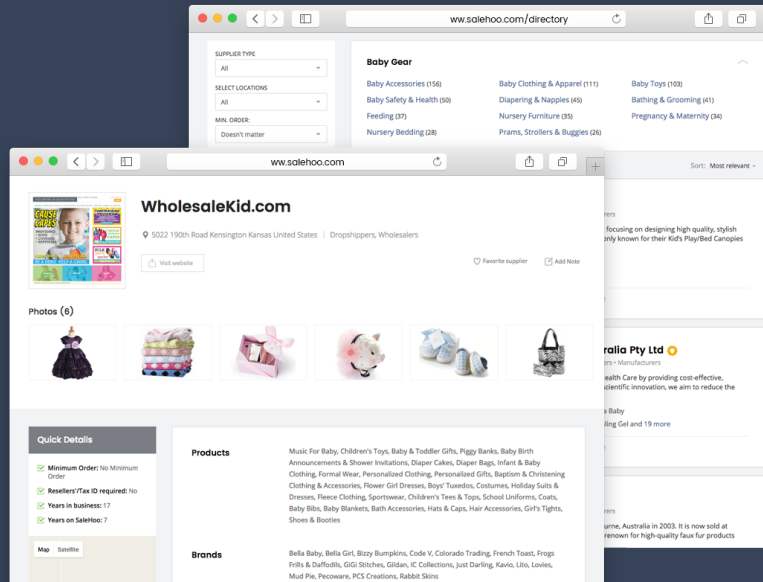 ww.salehoo.com/directory
SUPPLIER TYPE
All
SELECT LOCATIONS
All
MIN. ORDER:
Doesn't matter
Baby Gear
Baby Accessories (156)
Baby Clothing & Apparel (111)
Baby Toys (103)
Baby Safety & Health (50)
Diapering & Nappies (45)
Bathing & Grooming (41)
Feeding (37)
Nursery Furniture (35)
Pregnancy & Maternity (34)
Nursery Bedding (28)
Prams, Strollers & Buggies (26)
Sort: Most relevant
rers
focusing on designing high quality, stylish
only known for their Kid's Play/Bed Canopies
ralia Pty Ltd
ers • Manufacturers
ealth Care by providing cost-effective,
scientific innovation, we aim to reduce the
a Baby
ling Gel and 19 more
rers
urne, Australia in 2003. It is now sold at
renown for high-quality faux fur products
ww.salehoo.com
CAUSE
CAPES
WholesaleKid.com
5022 190th Road Kensington Kansas United States | Dropshippers, Wholesalers
Visit website
Favorite supplier
Add Note
Photos (6)
Quick Details
Minimum Order: No Minimum
Order
Resellers'/Tax ID required: No
Years in business: 17
Years on SaleHoo: 7
Map
Satellite
Products
Music For Baby, Children's Toys, Baby & Toddler Gifts, Piggy Banks, Baby Birth
Announcements & Shower Invitations, Diaper Cakes, Diaper Bags, Infant & Baby
Clothing, Formal Wear, Personalized Clothing, Personalized Gifts, Baptism & Christening
Clothing & Accessories, Flower Girl Dresses, Boys' Tuxedos, Costumes, Holiday Suits &
Dresses, Fleece Clothing, Sportswear, Children's Tees & Tops, School Uniforms, Coats,
Baby Bibs, Baby Blankets, Bath Accessories, Hats & Caps, Hair Accessories, Girl's Tights,
Shoes & Booties
Brands
Bella Baby, Bella Girl, Bizzy Bumpkins, Code V, Colorado Trading, French Toast, Frogs
Frills & Daffodils, GiGi Stitches, Gildan, IC Collections, Just Darling, Kavio, Lito, Lovies,
Mud Pie, Pecoware, PCS Creations, Rabbit Skins